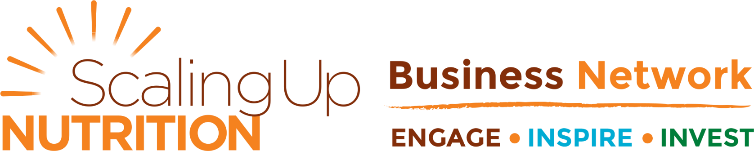 Scaling Up
NUTRITION
Business Network
ENGAGE • INSPIRE • INVEST